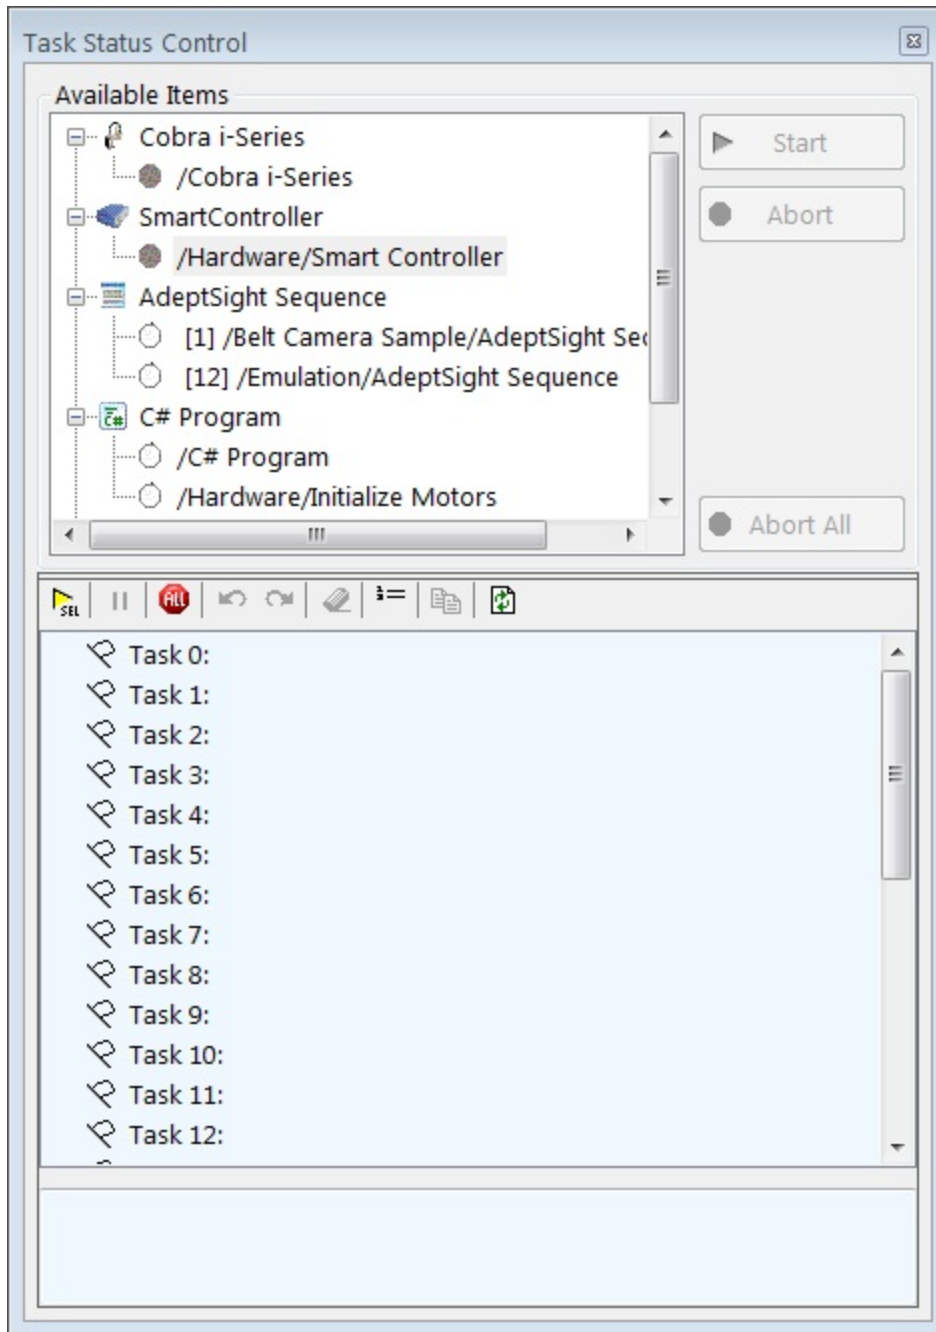 Task Status Control
Available Items
Cobra i-Series
/Cobra i-Series
SmartController
/Hardware/Smart Controller
AdeptSight Sequence
[1] /Belt Camera Sample/AdeptSight Sec
[12] /Emulation/AdeptSight Sequence
C# Program
/C# Program
/Hardware/Initialize Motors
Start
Abort
Abort All
SEL
ALL
Task 0:
Task 1:
Task 2:
Task 3:
Task 4:
Task 5:
Task 6:
Task 7:
Task 8:
Task 9:
Task 10:
Task 11:
Task 12: